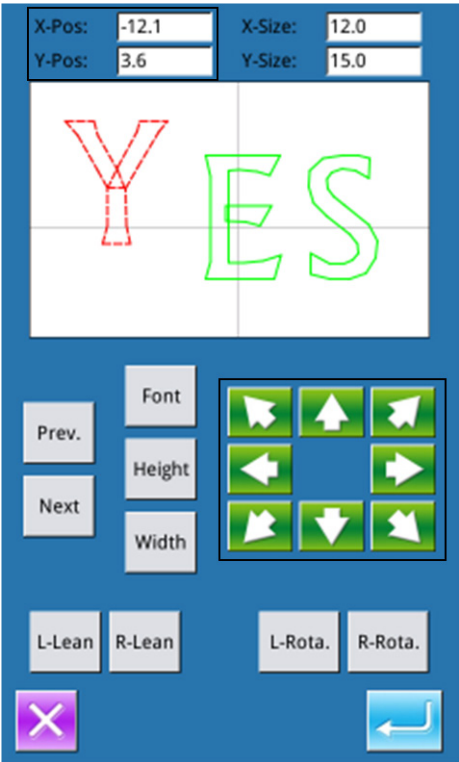 X-Pos: -12.1 X-Size: 12.0
Y-Pos: 3.6 Y-Size: 15.0
YES
Font
Prev.
Height
Next
Width
L-Lean R-Lean L-Rota. R-Rota.